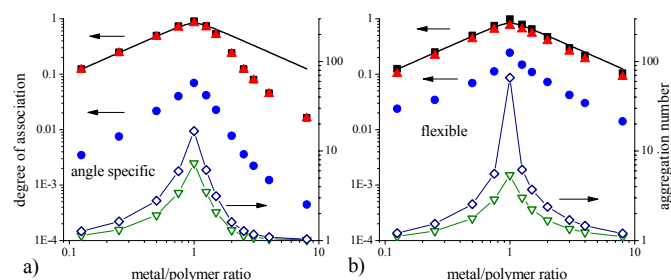 1
0.1
0.01
1E-3
1E-4
degree of association
100
10
1
angle specific
0.1
1
10
metal/polymer ratio
a)
1
0.1
0.01
1E-3
1E-4
100
10
1
aggregation number
flexible
0.1
1
10
metal/polymer ratio
b)